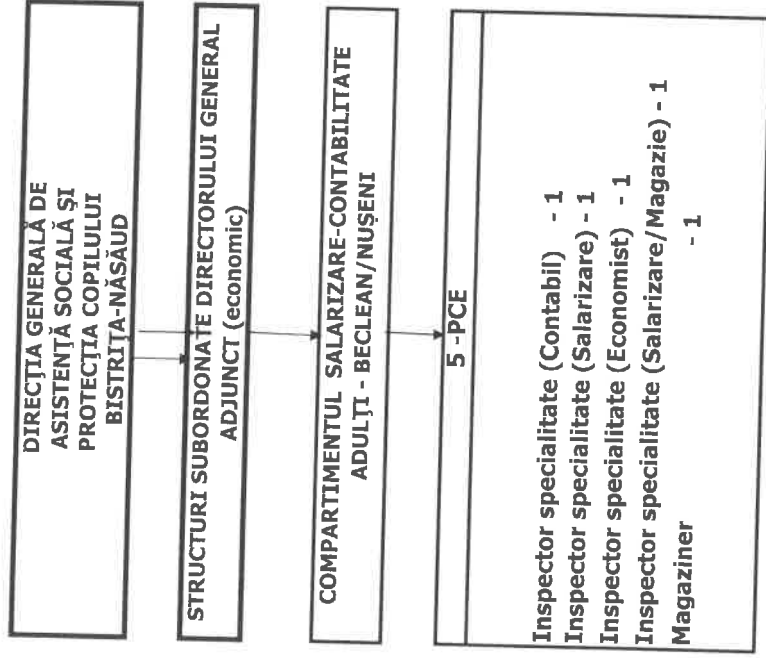 DIRECȚIA GENERALĂ DE
ASISTENȚĂ SOCIALĂ ȘI
PROTECȚIA COPILULUI
BISTRIȚA-NĂSĂUD
STRUCTURI SUBORDONATE DIRECTORULUI GENERAL
ADJUNCT (economic)
COMPARTIMENTUL SALARIZARE-CONTABILITATE
ADULȚI - BECLEAN/NUȘENI
5 -PCE
Inspector specialitate (Contabil) - 1
Inspector specialitate (Salarizare) - 1
Inspector specialitate (Economist) - 1
Inspector specialitate (Salarizare/Magazie) - 1
Magaziner - 1